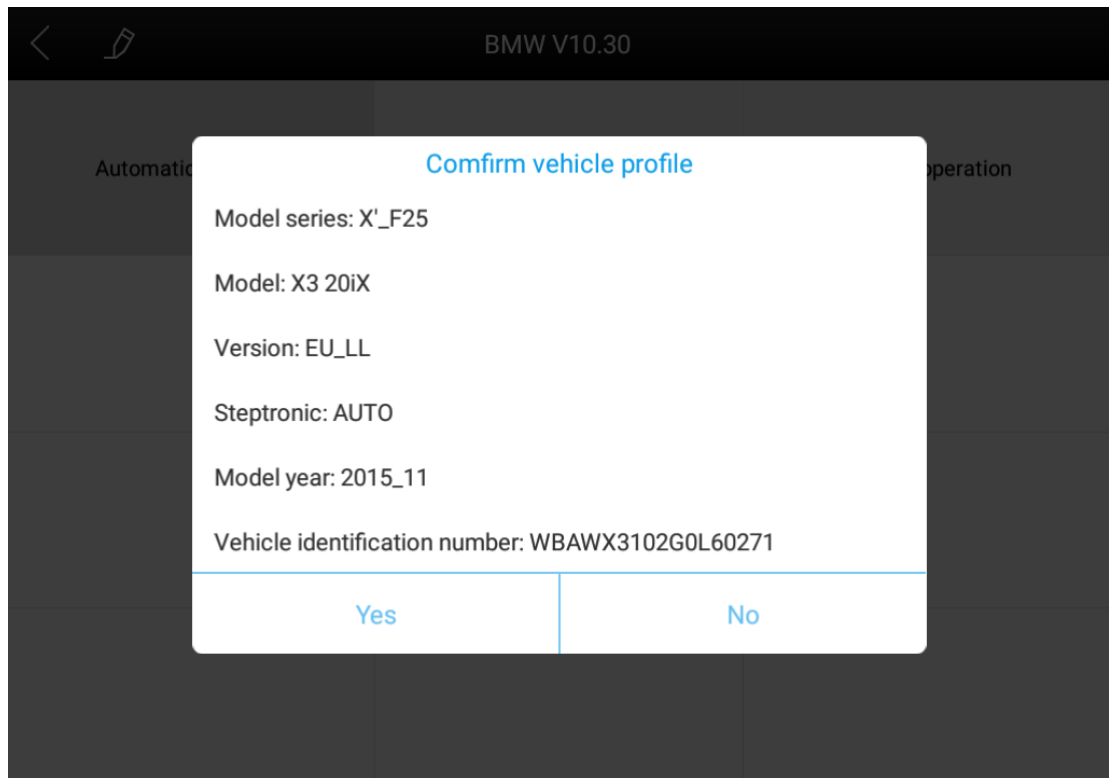 BMW V10.30
Automatic
operation
Comfirm vehicle profile
Model series: X'_F25
Model: X3 20iX
Version: EU_LL
Steptronic: AUTO
Model year: 2015_11
Vehicle identification number: WBAWX3102G0L60271
Yes
No